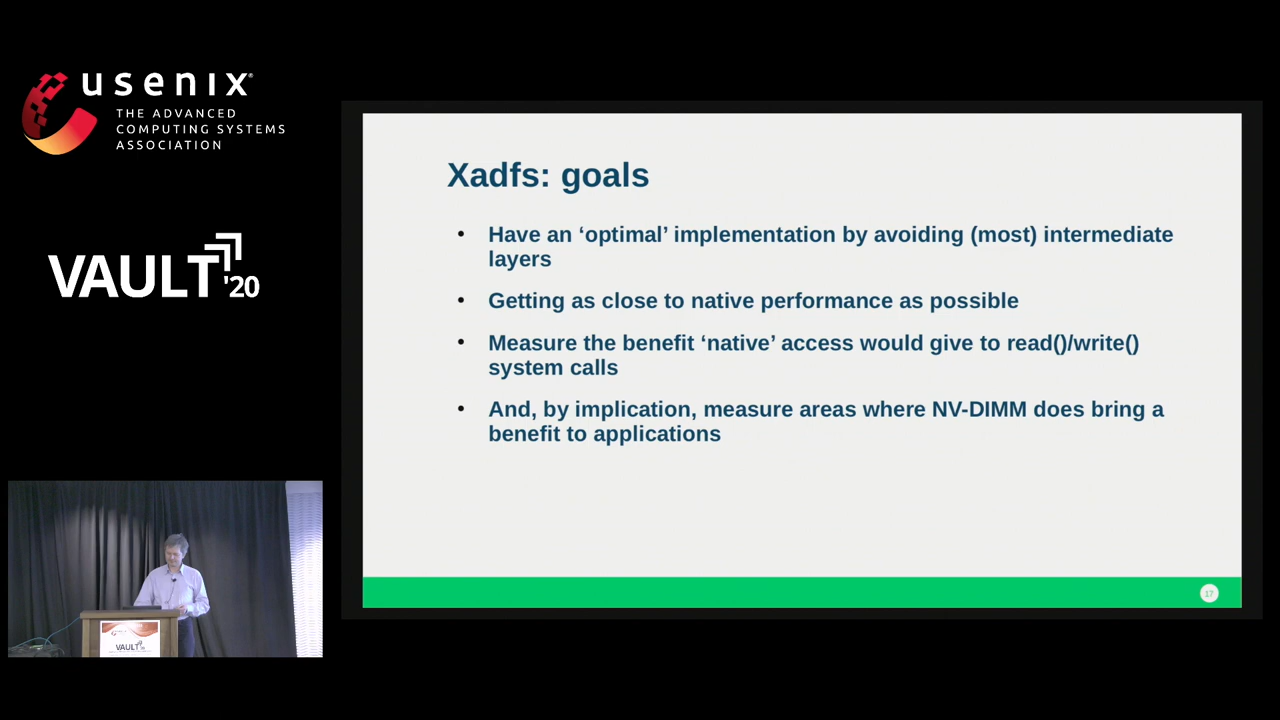 usenix®
THE ADVANCED
COMPUTING SYSTEMS
ASSOCIATION
VAULT '20
Xadfs: goals
• Have an ‘optimal’ implementation by avoiding (most) intermediate
layers
• Getting as close to native performance as possible
• Measure the benefit ‘native’ access would give to read()/write()
system calls
• And, by implication, measure areas where NV-DIMM does bring a
benefit to applications
17
VAULT